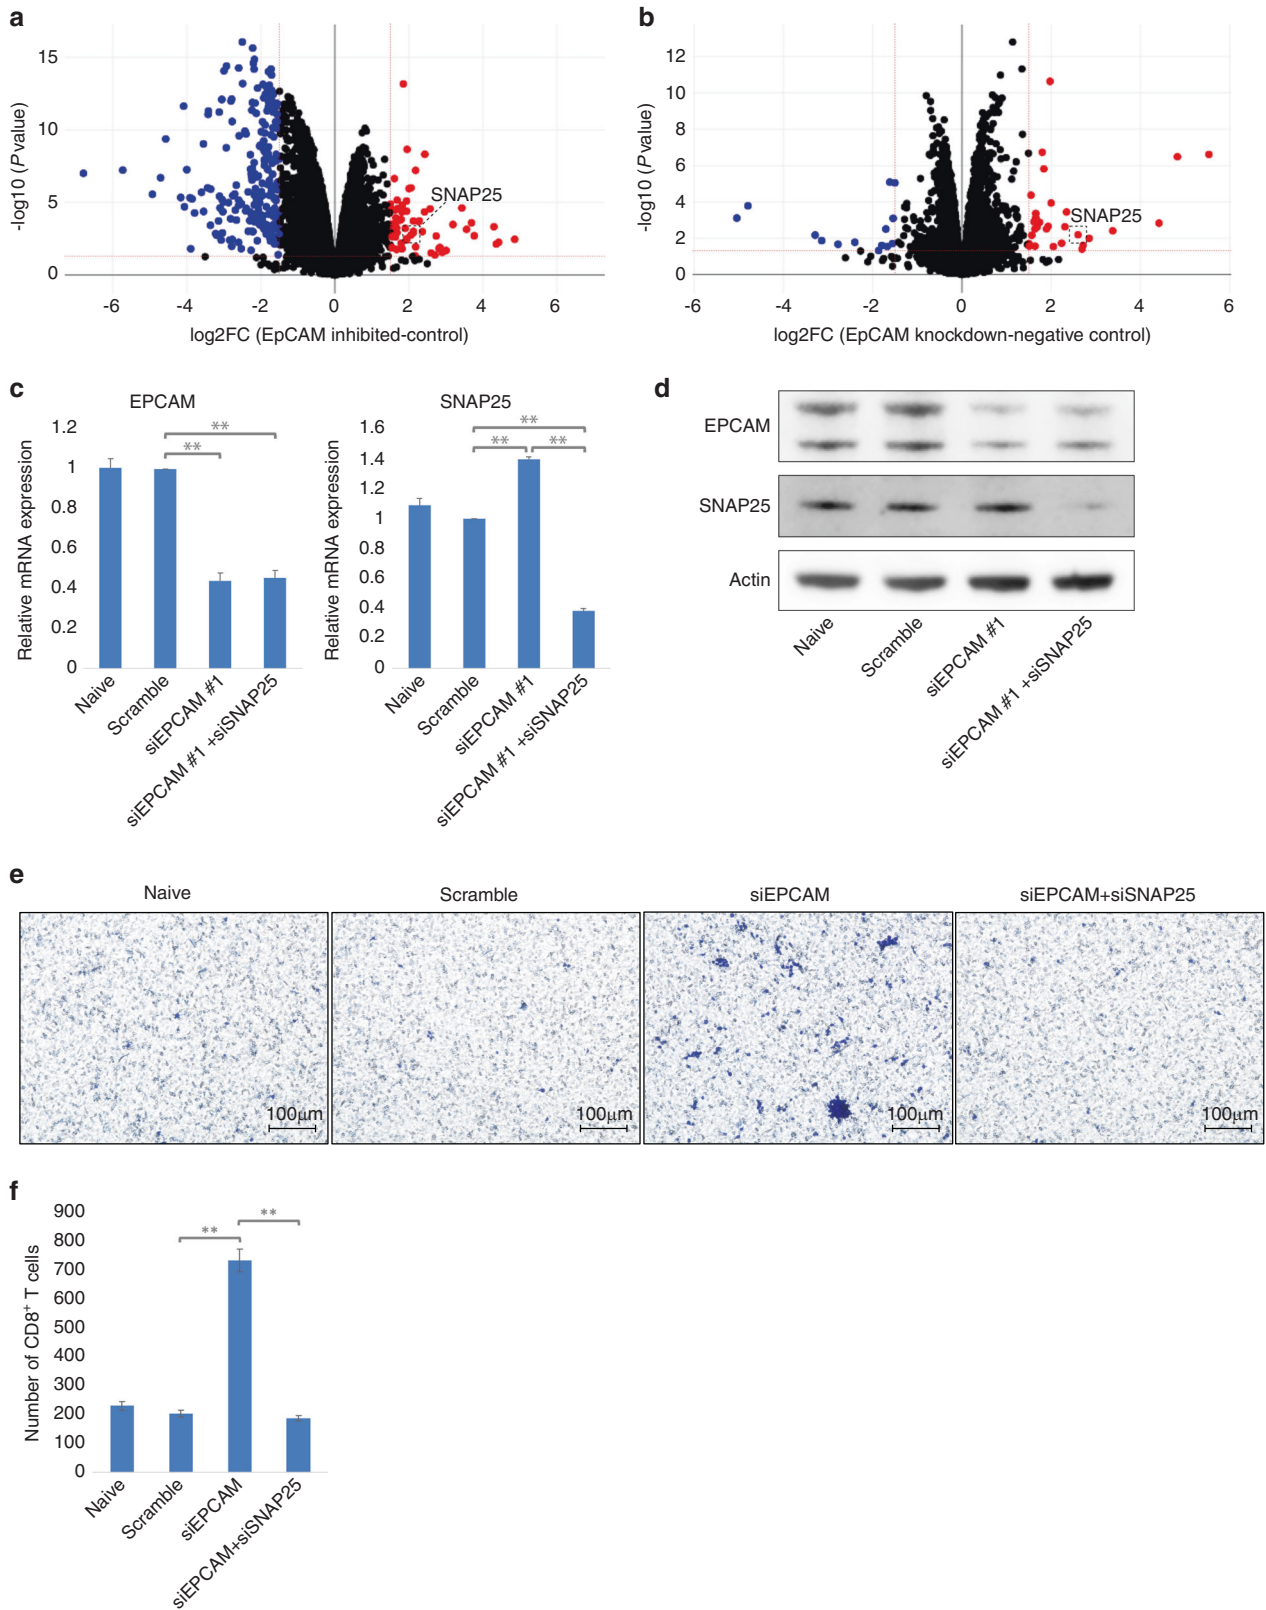 a
15
10
5
0
-log10 (Pvalue)
SNAP25
-6 -4 -2 0 2 4 6
log2FC (EpCAM inhibited-control)
b
12
10
8
6
4
2
0
-log10 (Pvalue)
SNAP25
-6 -4 -2 0 2 4 6
log2FC (EpCAM knockdown-negative control)
c
EPCAM
1.2
1
0.8
0.6
0.4
0.2
0
Relative mRNA expression
**
**
Naive
Scramble
siEPCAM #1
siEPCAM #1 +siSNAP25
SNAP25
1.6
1.4
1.2
1
0.8
0.6
0.4
0.2
0
Relative mRNA expression
**
** **
Naive
Scramble
siEPCAM #1
siEPCAM #1 +siSNAP25
d
EPCAM
SNAP25
Actin
Naive
Scramble
siEPCAM #1
siEPCAM #1 +siSNAP25
e
Naive Scramble siEPCAM siEPCAM+siSNAP25
100μm 100μm 100μm 100μm
f
900
800
700
600
500
400
300
200
100
0
Number of CD8+ T cells
**
**
Naive
Scramble
siEPCAM
siEPCAM+siSNAP25